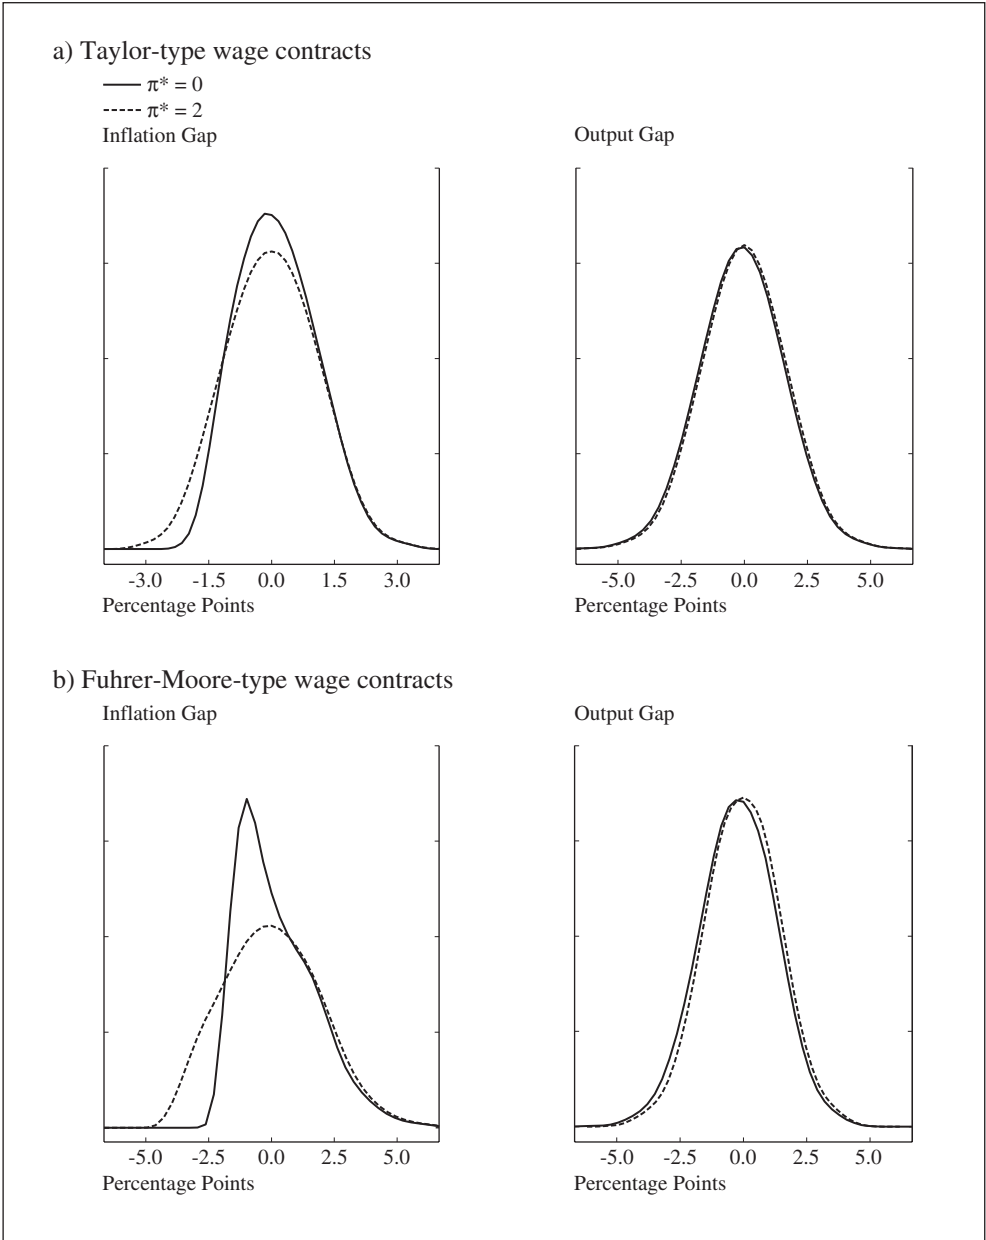 a) Taylor-type wage contracts
π* = 0
π* = 2
Inflation Gap
Output Gap
-3.0 -1.5 0.0 1.5 3.0
-5.0 -2.5 0.0 2.5 5.0
Percentage Points
Percentage Points
b) Fuhrer-Moore-type wage contracts
Inflation Gap
Output Gap
-5.0 -2.5 0.0 2.5 5.0
-5.0 -2.5 0.0 2.5 5.0
Percentage Points
Percentage Points